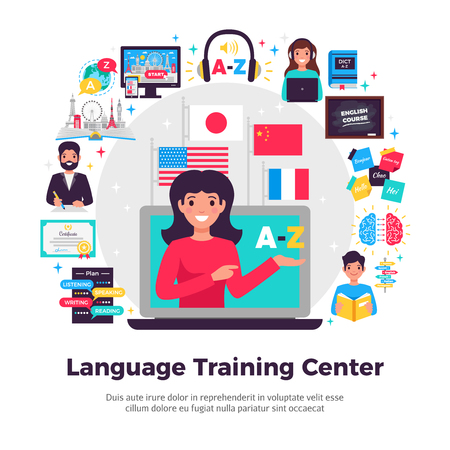 Z
A
START
A-Z
DICT
A-Z
ENGLISH
COURSE
Bonjour
Ciao
Hello
Hei
Certificate
A-Z
Plan
LISTENING
SPEAKING
WRITING
READING
Language Training Center
Duis aute irure dolor in reprehenderit in voluptate velit esse
cillum dolore eu fugiat nulla pariatur sint occaecat